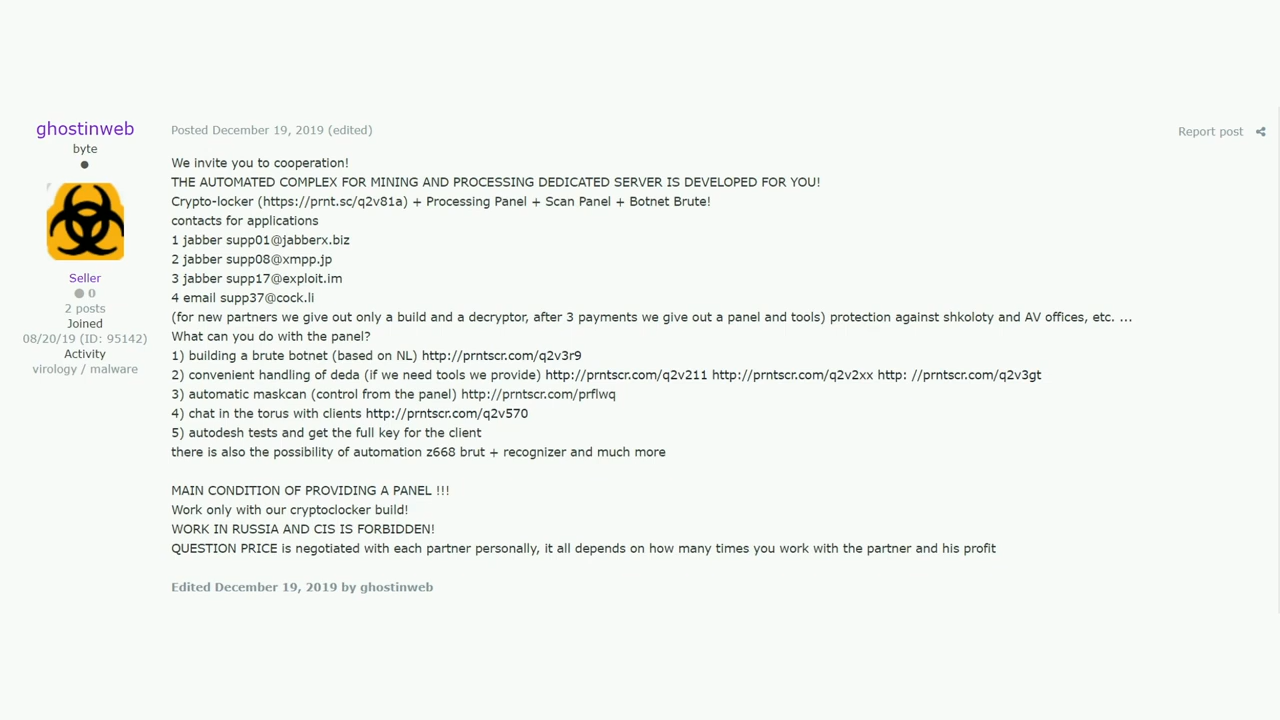 ghostinweb
byte
Seller
0
2 posts
Joined
08/20/19 (ID: 95142)
Activity
virology / malware
Posted December 19, 2019 (edited)
Report post
We invite you to cooperation!
THE AUTOMATED COMPLEX FOR MINING AND PROCESSING DEDICATED SERVER IS DEVELOPED FOR YOU!
Crypto-locker (https://prnt.sc/q2v81a) + Processing Panel + Scan Panel + Botnet Brute!
contacts for applications
1 jabber supp01@jabberx.biz
2 jabber supp08@xmpp.jp
3 jabber supp17@exploit.im
4 email supp37@cock.li
(for new partners we give out only a build and a decryptor, after 3 payments we give out a panel and tools) protection against shkoloty and AV offices, etc. ...
What can you do with the panel?
1) building a brute botnet (based on NL) http://prntscr.com/q2v3r9
2) convenient handling of deda (if we need tools we provide) http://prntscr.com/q2v211 http://prntscr.com/q2v2xx http: //prntscr.com/q2v3gt
3) automatic maskcan (control from the panel) http://prntscr.com/prflwq
4) chat in the torus with clients http://prntscr.com/q2v570
5) autodesh tests and get the full key for the client
there is also the possibility of automation z668 brut + recognizer and much more
MAIN CONDITION OF PROVIDING A PANEL !!!
Work only with our cryptoclocker build!
WORK IN RUSSIA AND CIS IS FORBIDDEN!
QUESTION PRICE is negotiated with each partner personally, it all depends on how many times you work with the partner and his profit
Edited December 19, 2019 by ghostinweb